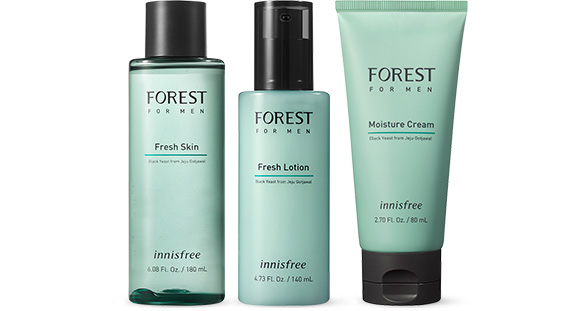 FOREST
FOR MEN
Fresh Skin
Black Yeast from Jeju Gotjawal
innisfree
6.08 Fl. Oz. / 180 mL
FOREST
FOR MEN
Fresh Lotion
Black Yeast from Jeju Gotjawal
innisfree
4.73 Fl. Oz. / 140 mL
FOREST
FOR MEN
Moisture Cream
Black Yeast from Jeju Gotjawal
innisfree
2.70 Fl. Oz. / 80 mL